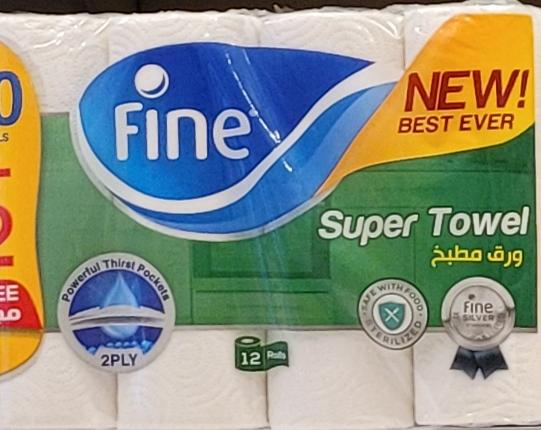 0
fine
NEW!
BEST EVER
Super Towel
ورق مطبخ
Powerful Thirst Pockets
2PLY
12 Rolls
SAFE WITH FOOD
STERILIZED
fine
SILVER